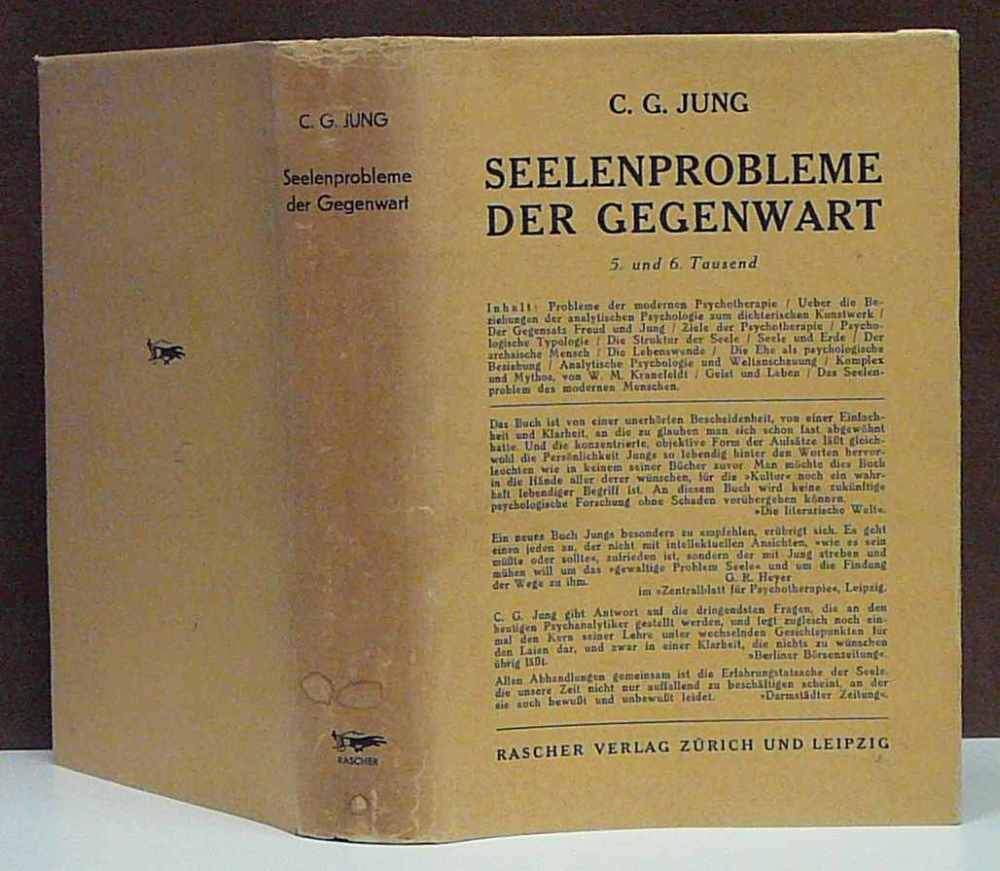 C. G. JUNG
Seelenprobleme
der Gegenwart
RASCHER
C. G. JUNG
SEELENPROBLEME
DER GEGENWART
5. und 6. Tausend
Inhalt: Probleme der modernen Psychotherapie / Ueber die Be-
ziehungen der analytischen Psychologie zum dichterischen Kunstwerk /
Der Gegensatz Freud und Jung / Ziele der Psychotherapie / Psycho-
logische Typologie / Die Struktur der Seele / Seele und Erde / Der
archaische Mensch / Die Lebenswende / Die Ehe als psychologische
Beziehung / Analytische Psychologie und Weltanschauung / Komplex
und Mythos, von W. M. Kranefeldt / Geist und Leben / Das Seelen-
problem des modernen Menschen.
Das Buch ist von einer unerhörten Bescheidenheit, von einer Einfach-
heit und Klarheit, an die zu glauben man sich schon fast abgewöhnt
hatte. Und die konzentrierte, objektive Form der Aufsätze läßt gleich-
wohl die Persönlichkeit Jungs so lebendig hinter den Worten hervor-
leuchten wie in keinem seiner Bücher zuvor. Man möchte dies Buch
in die Hände aller derer wünschen, für die »Kultur« noch ein wahr-
haft lebendiger Begriff ist. An diesem Buch wird keine zukünftige
psychologische Forschung ohne Schaden vorübergehen können.
»Die literarische Welt«.
Ein neues Buch Jungs besonders zu empfehlen, erübrigt sich. Es geht
einen jeden an, der nicht mit intellektuellen Ansichten, »wie es sein
müßte oder sollte«, zufrieden ist, sondern der mit Jung streben und
mühen will um das »gewaltige Problem Seele« und um die Findung
der Wege zu ihm. G. R. Heyer
im »Zentralblatt für Psychotherapie«, Leipzig.
C. G. Jung gibt Antwort auf die dringendsten Fragen, die an den
heutigen Psychanalytiker gestellt werden, und legt zugleich noch ein-
mal den Kern seiner Lehre unter wechselnden Gesichtspunkten für
den Laien dar, und zwar in einer Klarheit, die nichts zu wünschen
übrig läßt. »Berliner Börsenzeitung«.
Allen Abhandlungen gemeinsam ist die Erfahrungstatsache der Seele,
die unsere Zeit nicht nur auffallend zu beschäftigen scheint, an der
sie auch bewußt und unbewußt leidet. »Darmstädter Zeitung«.
RASCHER VERLAG ZÜRICH UND LEIPZIG